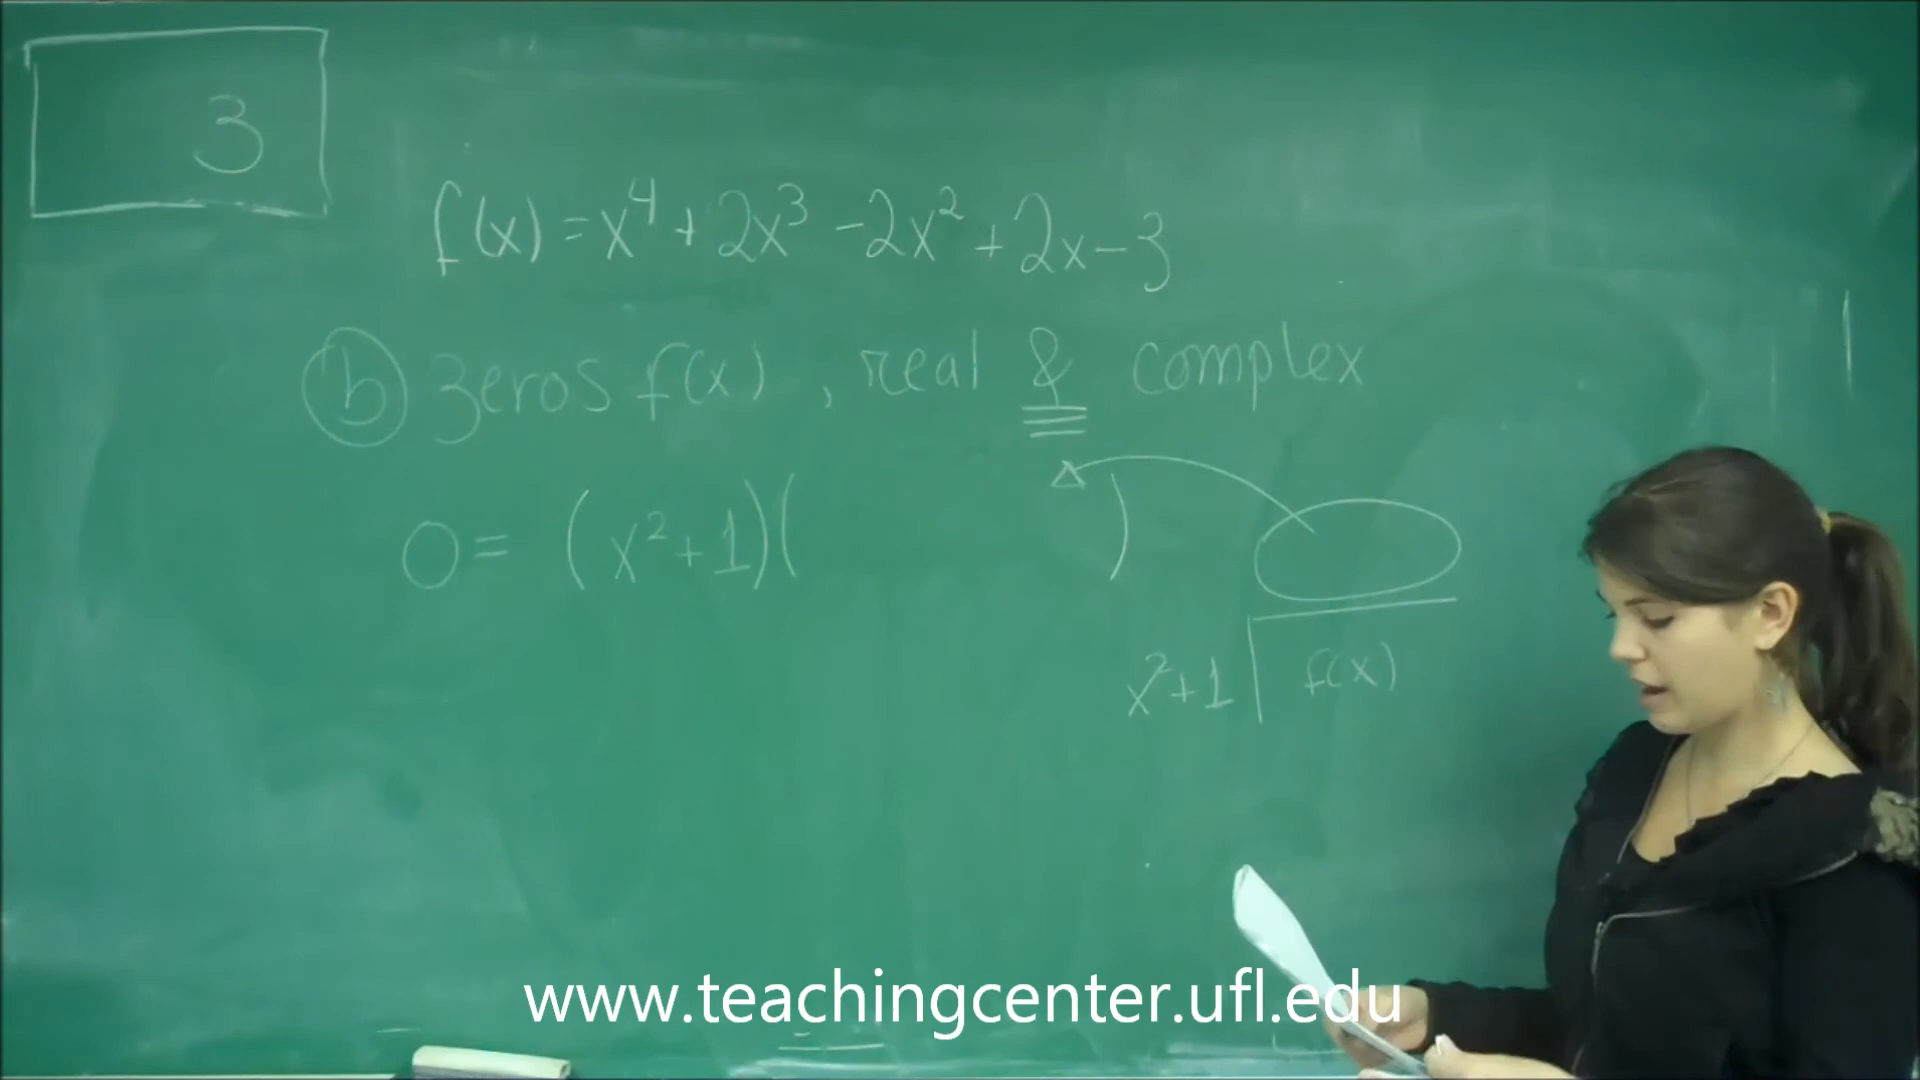 3
f(x) = x⁴ + 2x³ - 2x² + 2x - 3
b zeros f(x), real & complex
0 = (x² + 1)( )
x² + 1 f(x)
www.teachingcenter.ufl.edu